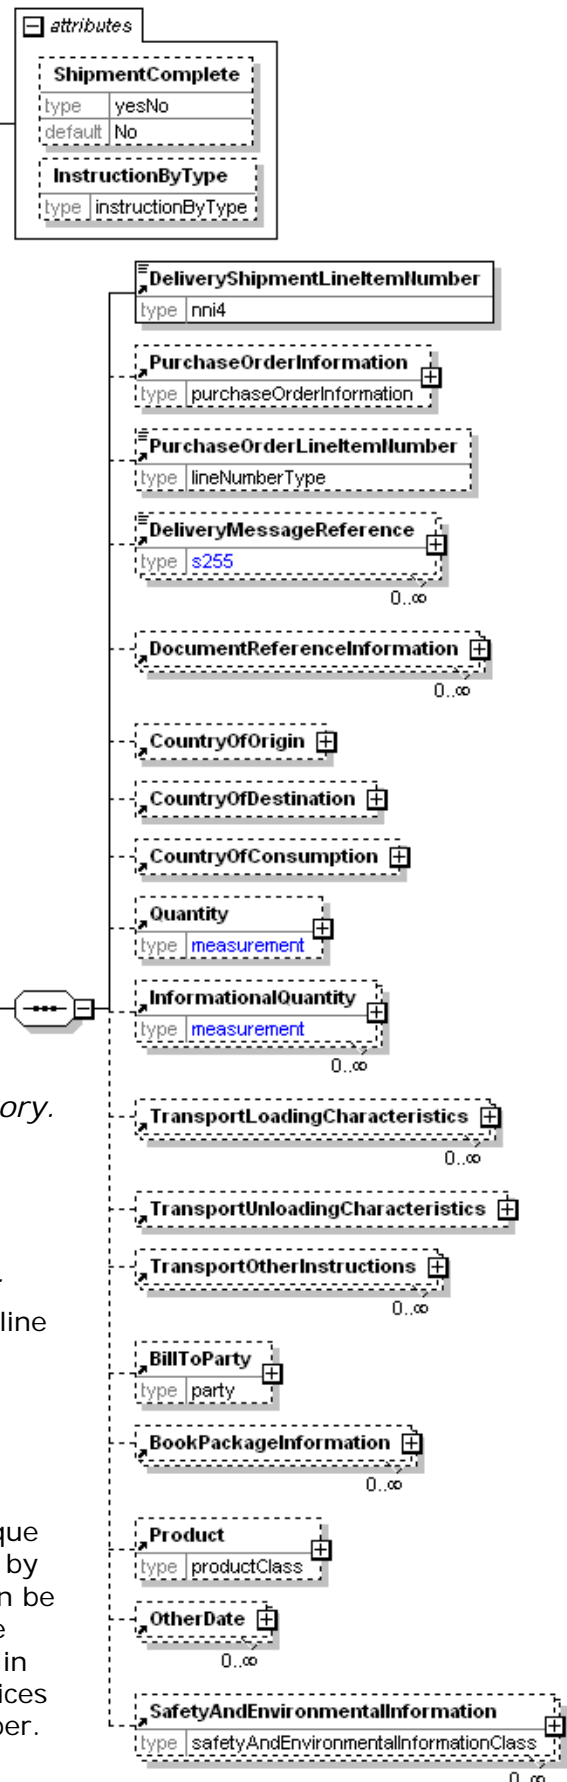 attributes
ShipmentComplete
type yesNo
default No
InstructionByType
type instructionByType
DeliveryShipmentLineItemNumber
type nni4
PurchaseOrderInformation
type purchaseOrderInformation
PurchaseOrderLineItemNumber
type lineNumberType
DeliveryMessageReference
type s255
0..∞
DocumentReferenceInformation
0..∞
CountryOfOrigin
CountryOfDestination
CountryOfConsumption
Quantity
type measurement
InformationalQuantity
type measurement
0..∞
ory.
TransportLoadingCharacteristics
0..∞
TransportUnloadingCharacteristics
TransportOtherInstructions
0..∞
line
BillToParty
type party
BookPackageInformation
0..∞
que
by
n be
e
in
ices
ber.
Product
type productClass
OtherDate
0..∞
SafetyAndEnvironmentalInformation
type safetyAndEnvironmentalInformationClass
0..∞